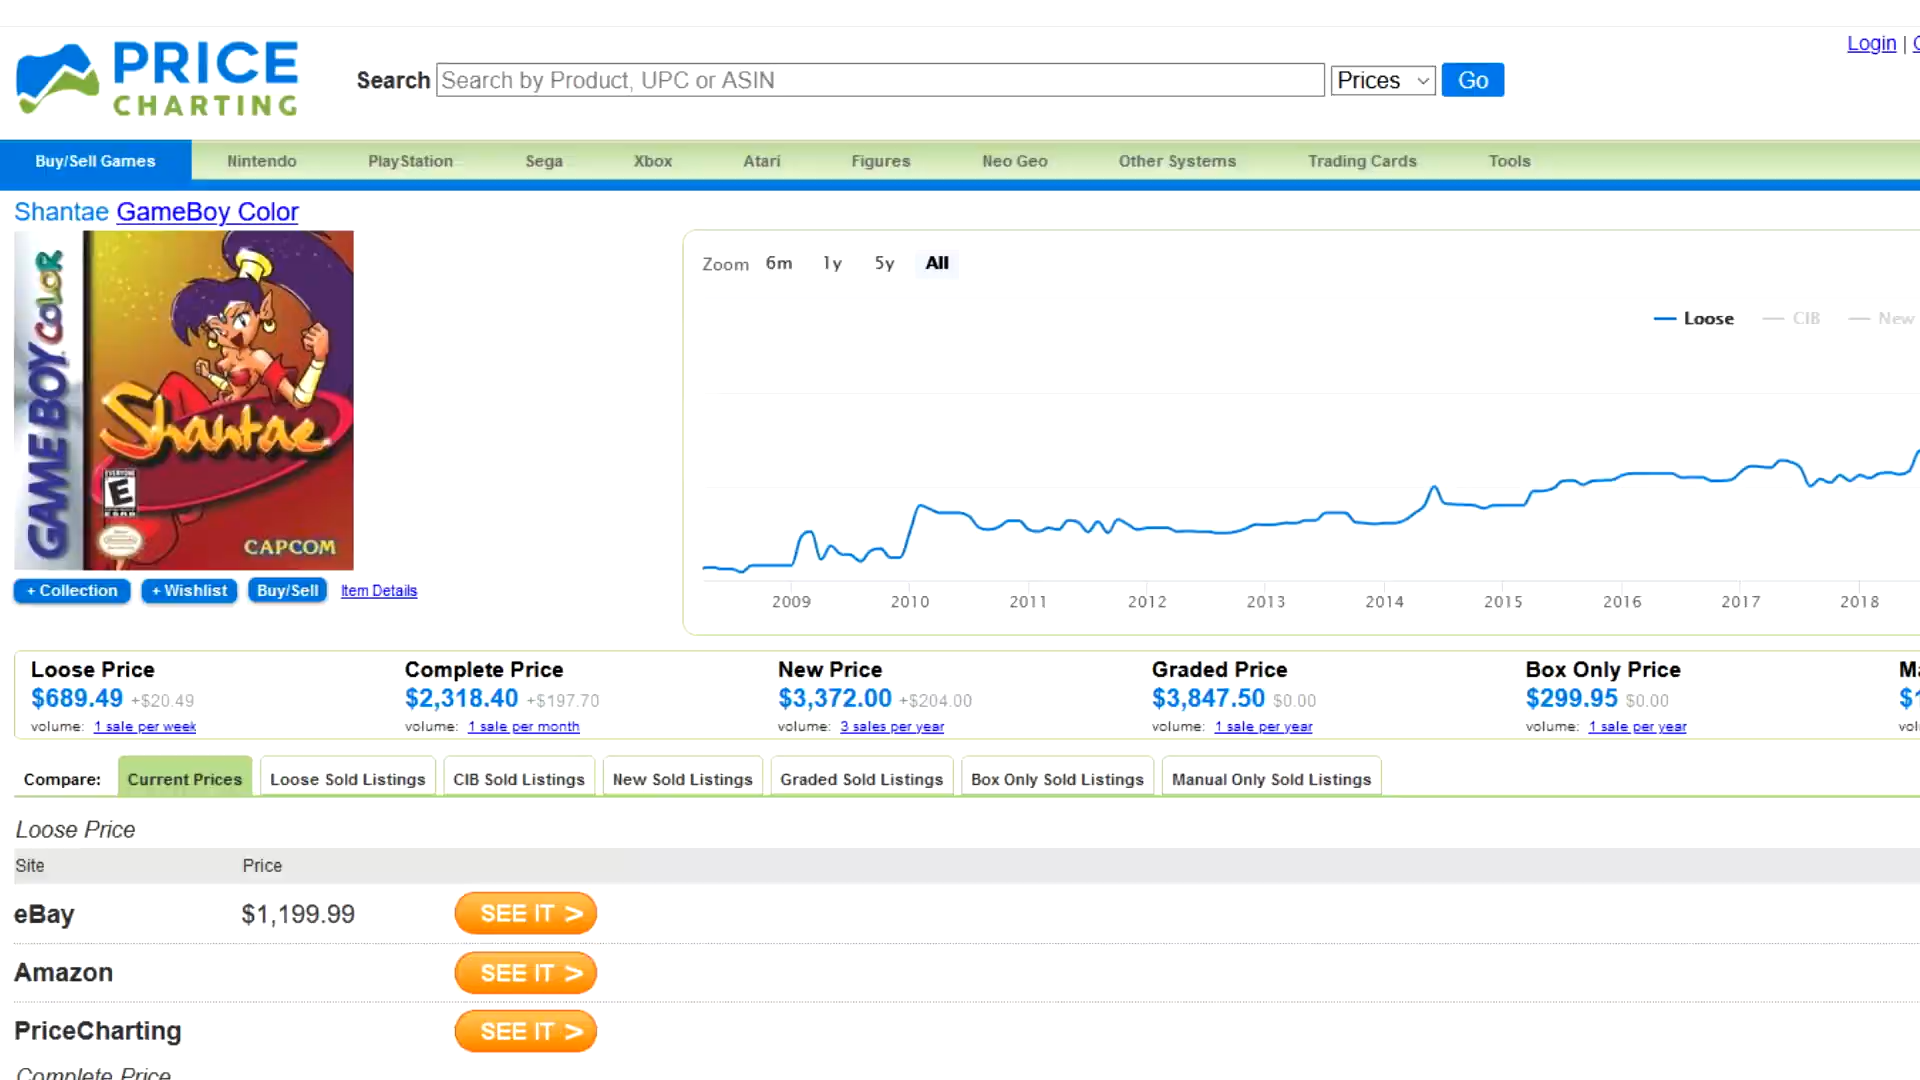 PRICE
CHARTING
Search Search by Product, UPC or ASIN Prices Go
Login |
Buy/Sell Games Nintendo PlayStation Sega Xbox Atari Figures Neo Geo Other Systems Trading Cards Tools
Shantae GameBoy Color
GAME BOY COLOR
Shantae
EVERYONE
E
ESRB
CAPCOM
+ Collection + Wishlist Buy/Sell Item Details
Zoom 6m 1y 5y All
Loose CIB New
2009 2010 2011 2012 2013 2014 2015 2016 2017 2018
Loose Price Complete Price New Price Graded Price Box Only Price
$689.49 +$20.49 $2,318.40 +$197.70 $3,372.00 +$204.00 $3,847.50 $0.00 $299.95 $0.00
volume: 1 sale per week volume: 1 sale per month volume: 3 sales per year volume: 1 sale per year volume: 1 sale per year
Compare: Current Prices Loose Sold Listings CIB Sold Listings New Sold Listings Graded Sold Listings Box Only Sold Listings Manual Only Sold Listings
Loose Price
Site Price
eBay $1,199.99 SEE IT >
Amazon SEE IT >
PriceCharting SEE IT >
Complete Price